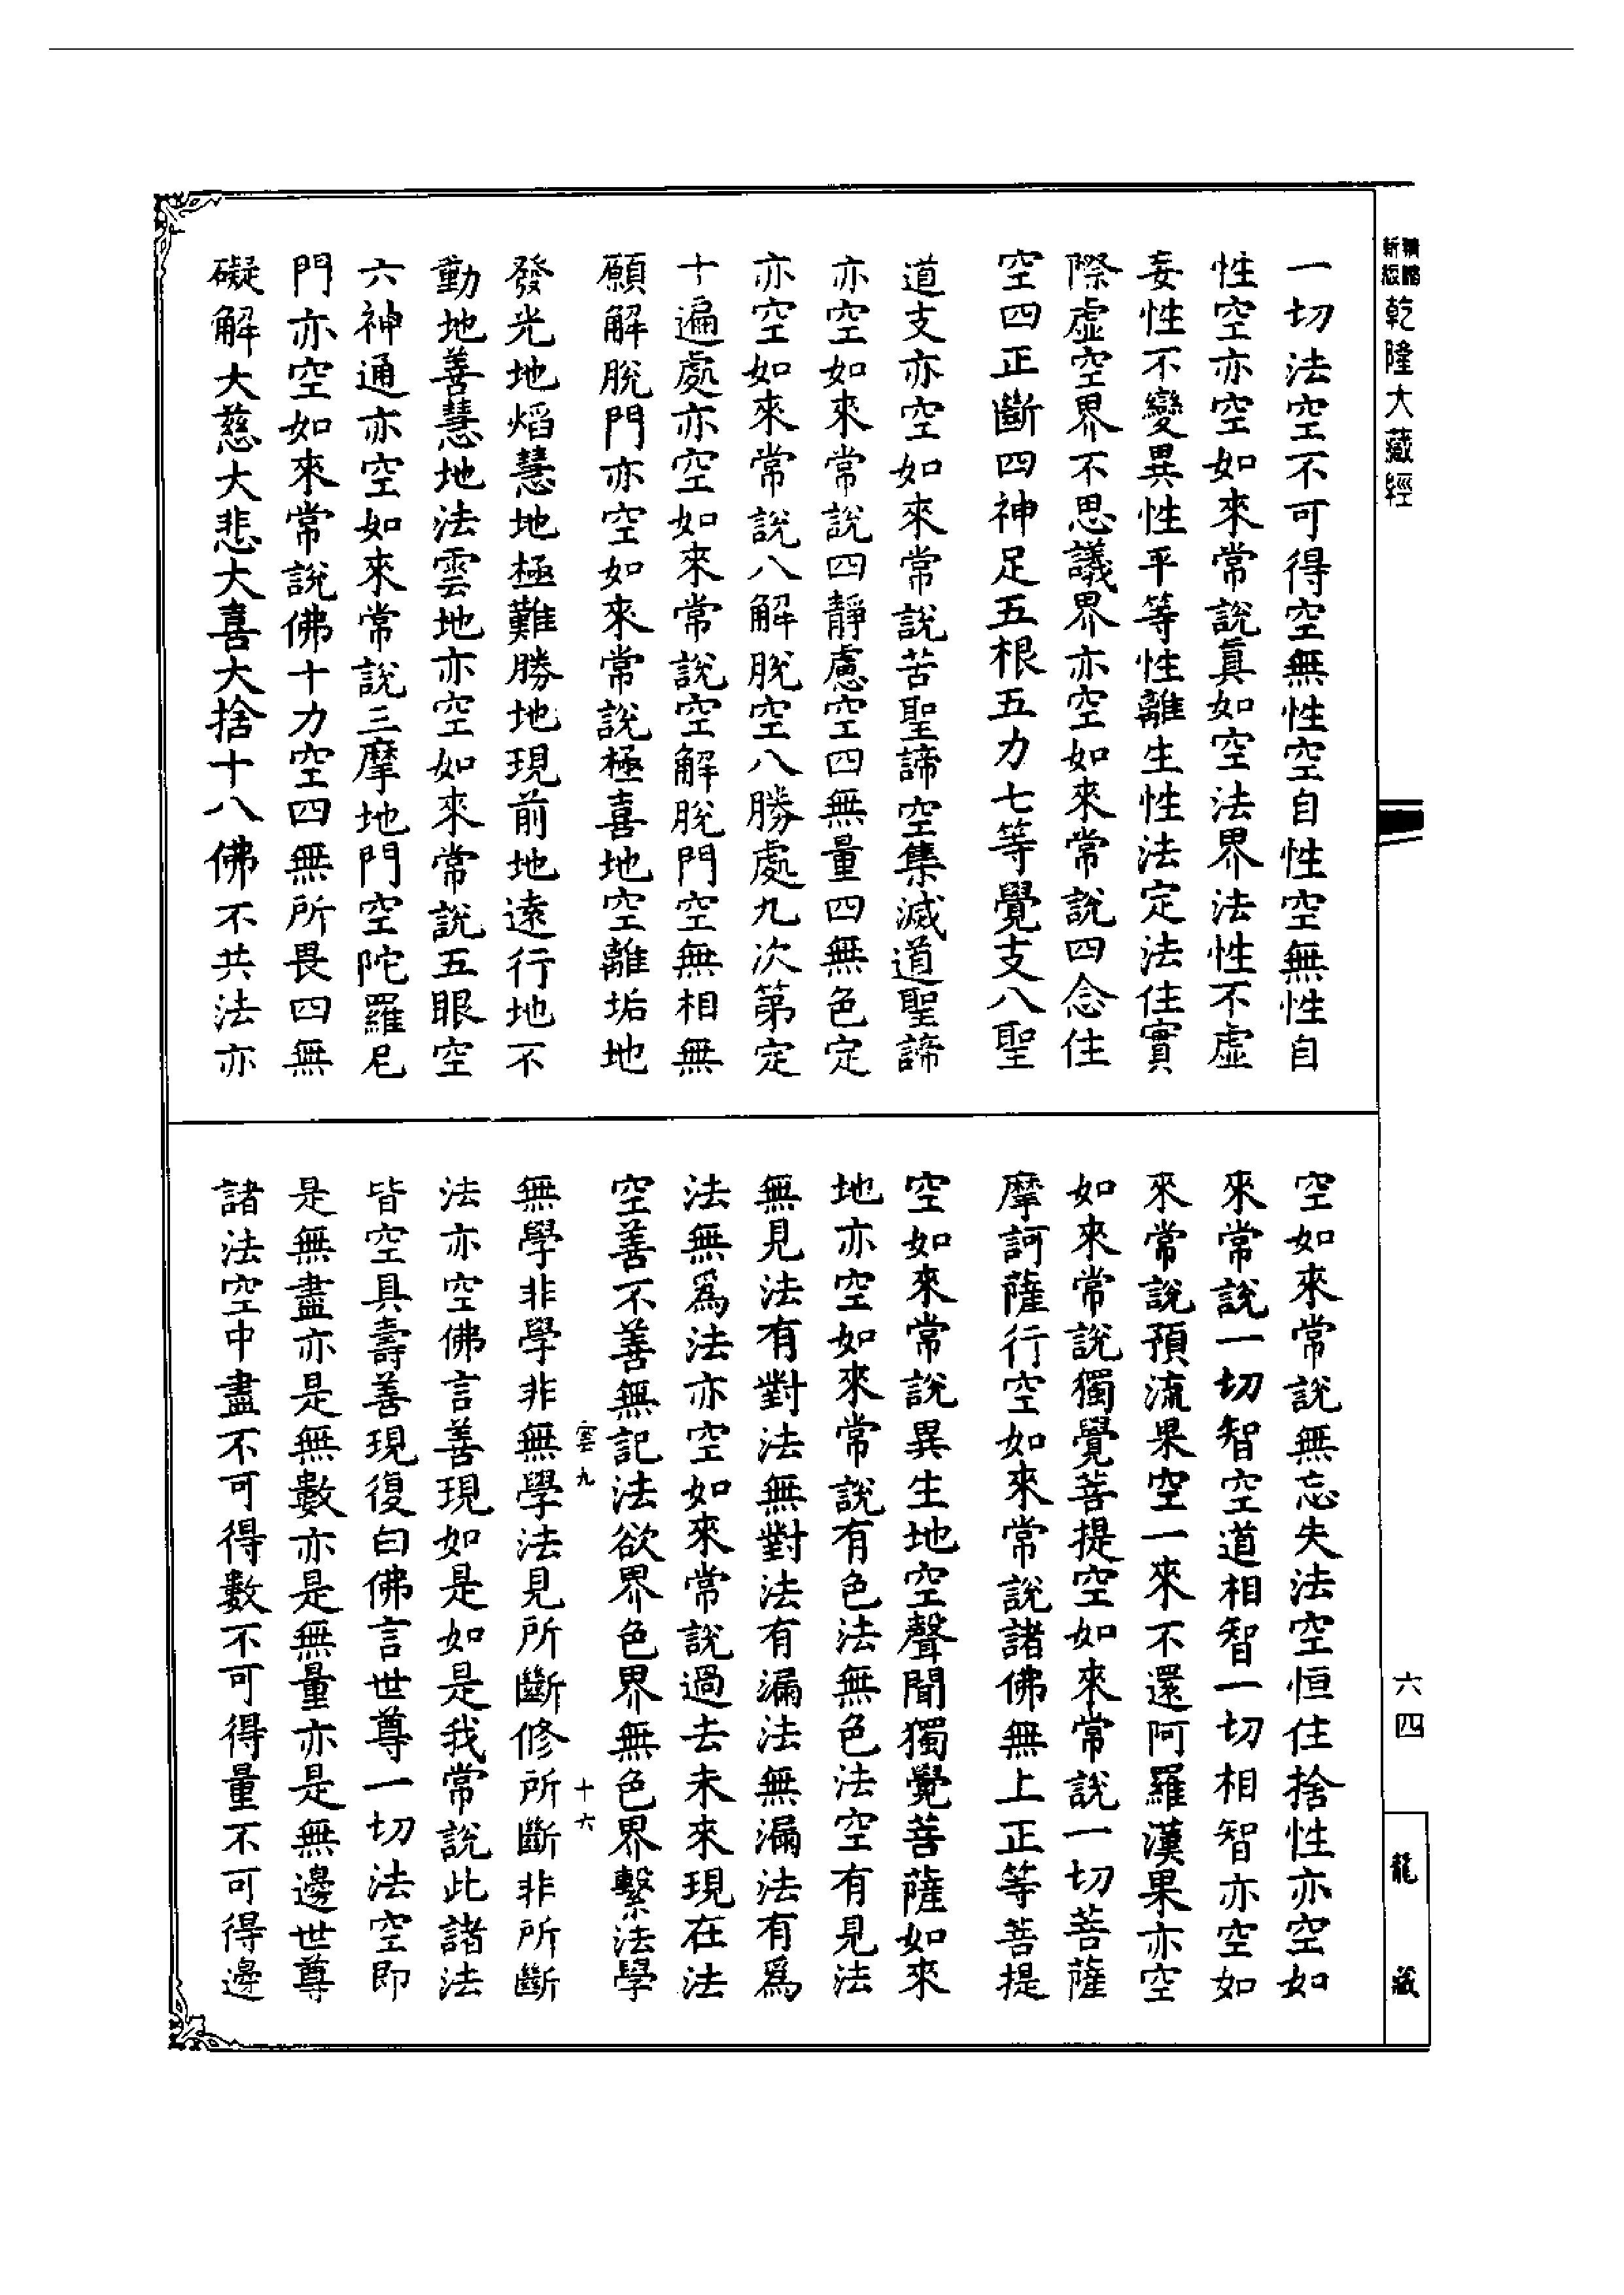 精繕
新版
乾隆大藏經
一切法空不可得空無性空自性空無性自
性空亦空如來常說眞如空法界法性不虛
妄性不變異性平等性離生性法定法住實
際虛空界不思議界亦空如來常說四念住
空四正斷四神足五根五力七等覺支八聖
道支亦空如來常說苦聖諦空集滅道聖諦
亦空如來常說四靜慮空四無量四無色定
亦空如來常說八解脫空八勝處九次第定
十遍處亦空如來常說空解脫門空無相無
願解脫門亦空如來常說極喜地空離垢地
發光地焰慧地極難勝地現前地遠行地不
動地善慧地法雲地亦空如來常說五眼空
六神通亦空如來常說三摩地門空陀羅尼
門亦空如來常說佛十力空四無所畏四無
礙解大慈大悲大喜大捨十八佛不共法亦
空如來常說無忘失法空恒住捨性亦空如
來常說一切智空道相智一切相智亦空如
來常說預流果空一來不還阿羅漢果亦空
如來常說獨覺菩提空如來常說一切菩薩
摩訶薩行空如來常說諸佛無上正等菩提
空如來常說異生地空聲聞獨覺菩薩如來
地亦空如來常說有色法無色法空有見法
無見法有對法無對法有漏法無漏法有爲
法無爲法亦空如來常說過去未來現在法
空善不善無記法欲界色界無色界繫法學
九
十六
無學非學非無學法見所斷修所斷非所斷
法亦空佛言善現如是如是我常說此諸法
皆空具壽善現復白佛言世尊一切法空即
是無盡亦是無數亦是無量亦是無邊世尊
諸法空中盡不可得數不可得量不可得邊
六四
龍藏